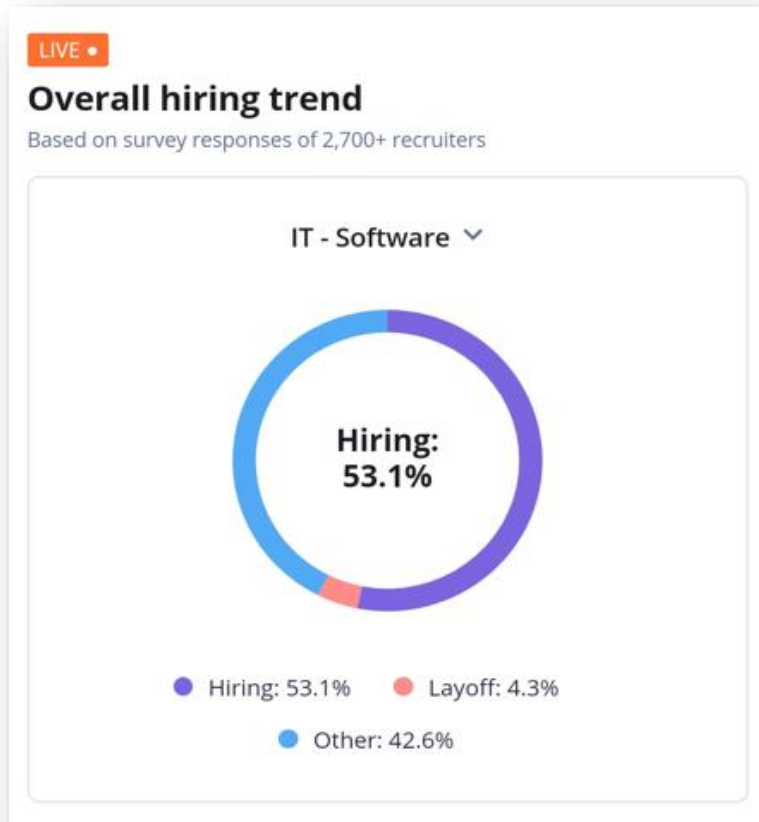 LIVE •
Overall hiring trend
Based on survey responses of 2,700+ recruiters
IT - Software
Hiring:
53.1%
Hiring: 53.1% Layoff: 4.3%
Other: 42.6%